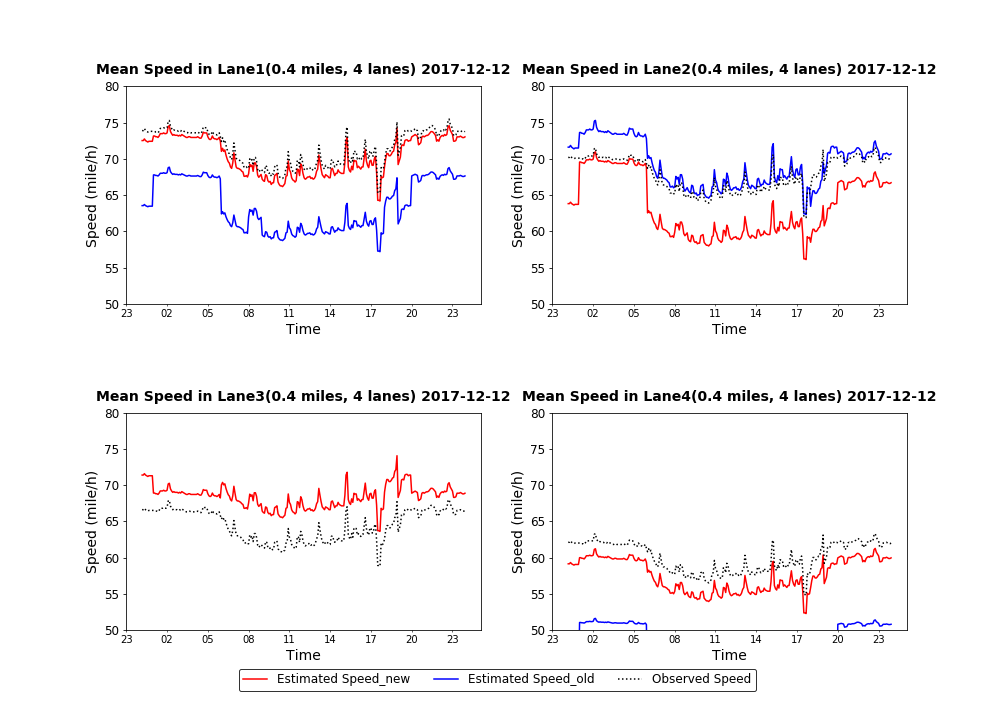 Mean Speed in Lane1(0.4 miles, 4 lanes) 2017-12-12
80
75
70
65
60
55
50
Speed (mile/h)
23 02 05 08 11 14 17 20 23
Time
Mean Speed in Lane2(0.4 miles, 4 lanes) 2017-12-12
80
75
70
65
60
55
50
Speed (mile/h)
23 02 05 08 11 14 17 20 23
Time
Mean Speed in Lane3(0.4 miles, 4 lanes) 2017-12-12
80
75
70
65
60
55
50
Speed (mile/h)
23 02 05 08 11 14 17 20 23
Time
Mean Speed in Lane4(0.4 miles, 4 lanes) 2017-12-12
80
75
70
65
60
55
50
Speed (mile/h)
23 02 05 08 11 14 17 20 23
Time
Estimated Speed_new Estimated Speed_old Observed Speed